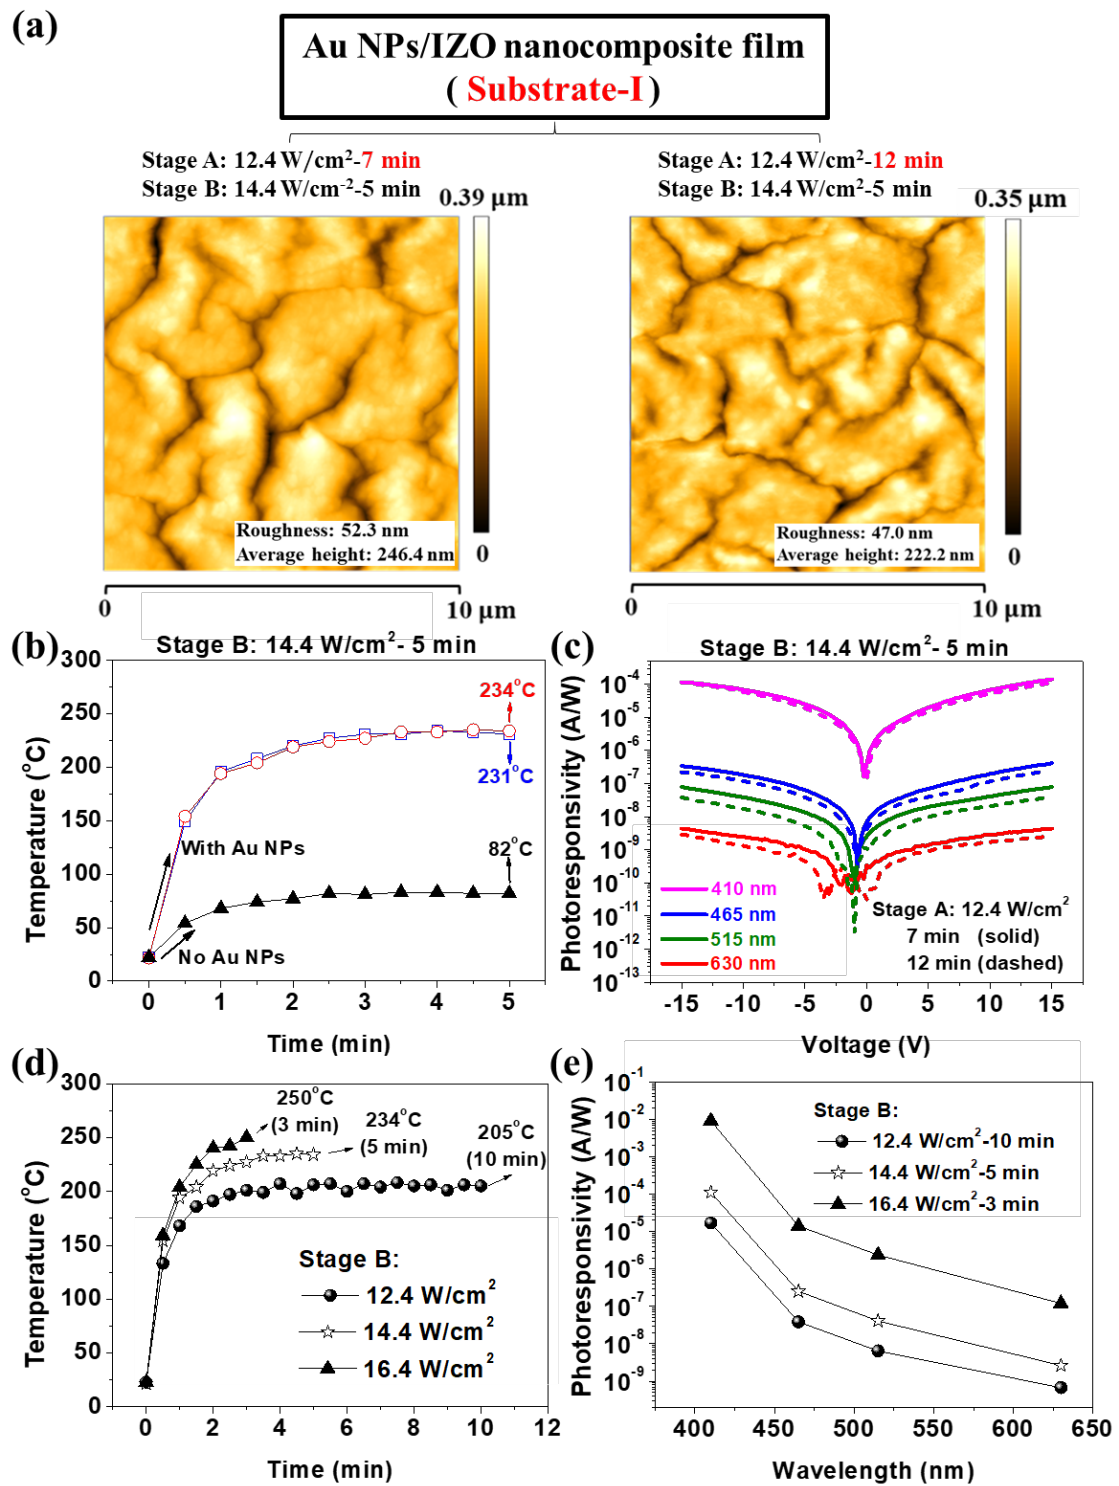 (a)
Au NPs/IZO nanocomposite film
( Substrate-I )
Stage A: 12.4 W/cm²-7 min
Stage B: 14.4 W/cm⁻²-5 min
0.39 μm
Roughness: 52.3 nm
Average height: 246.4 nm
0
0
10 μm
Stage A: 12.4 W/cm²-12 min
Stage B: 14.4 W/cm²-5 min
0.35 μm
Roughness: 47.0 nm
Average height: 222.2 nm
0
0
10 μm
(b)
Stage B: 14.4 W/cm²- 5 min
Temperature (°C)
300
250
200
150
100
50
0
234°C
231°C
82°C
With Au NPs
No Au NPs
0 1 2 3 4 5
Time (min)
(c)
Stage B: 14.4 W/cm²- 5 min
Photoresponsivity (A/W)
10⁻⁴
10⁻⁵
10⁻⁶
10⁻⁷
10⁻⁸
10⁻⁹
10⁻¹⁰
10⁻¹¹
10⁻¹²
10⁻¹³
410 nm
465 nm
515 nm
630 nm
Stage A: 12.4 W/cm²
7 min (solid)
12 min (dashed)
-15 -10 -5 0 5 10 15
Voltage (V)
(d)
Temperature (°C)
300
250
200
150
100
50
0
250°C
(3 min)
234°C
(5 min)
205°C
(10 min)
Stage B:
12.4 W/cm²
14.4 W/cm²
16.4 W/cm²
0 2 4 6 8 10 12
Time (min)
(e)
Photoresponsivity (A/W)
10⁻¹
10⁻²
10⁻³
10⁻⁴
10⁻⁵
10⁻⁶
10⁻⁷
10⁻⁸
10⁻⁹
Stage B:
12.4 W/cm²-10 min
14.4 W/cm²-5 min
16.4 W/cm²-3 min
400 450 500 550 600 650
Wavelength (nm)